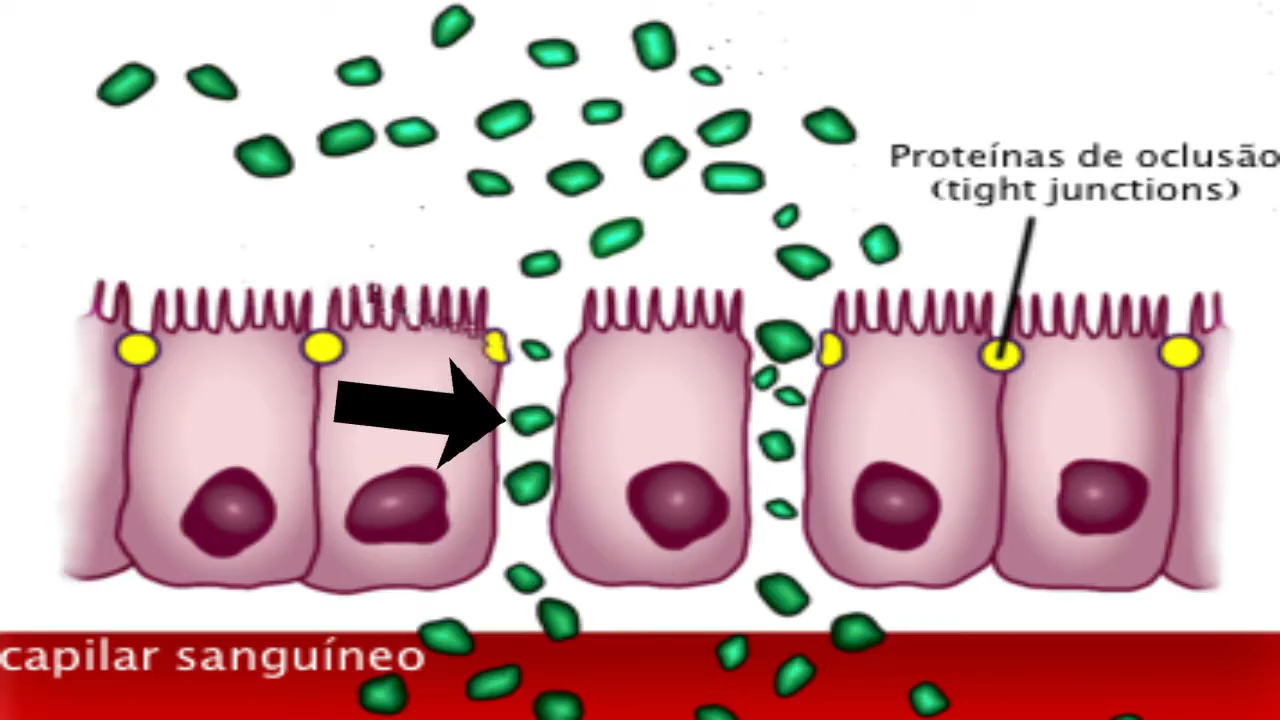 Proteínas de oclusão
(tight junctions)
capilar sanguíneo